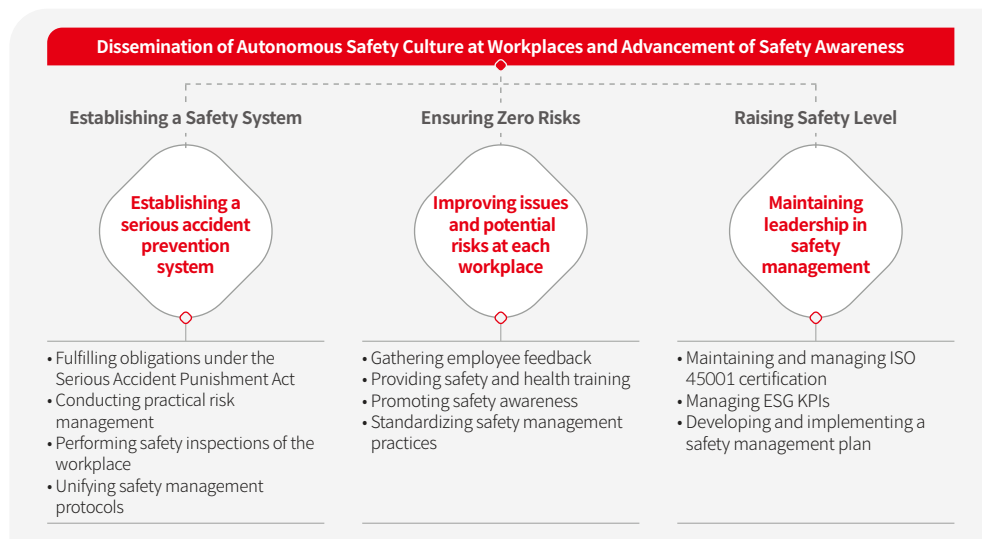 Dissemination of Autonomous Safety Culture at Workplaces and Advancement of Safety Awareness
Establishing a Safety System
Establishing a
serious accident
prevention
system
• Fulfilling obligations under the
Serious Accident Punishment Act
• Conducting practical risk
management
• Performing safety inspections of the
workplace
• Unifying safety management
protocols
Ensuring Zero Risks
Improving issues
and potential
risks at each
workplace
• Gathering employee feedback
• Providing safety and health training
• Promoting safety awareness
• Standardizing safety management
practices
Raising Safety Level
Maintaining
leadership in
safety
management
• Maintaining and managing ISO
45001 certification
• Managing ESG KPIs
• Developing and implementing a
safety management plan